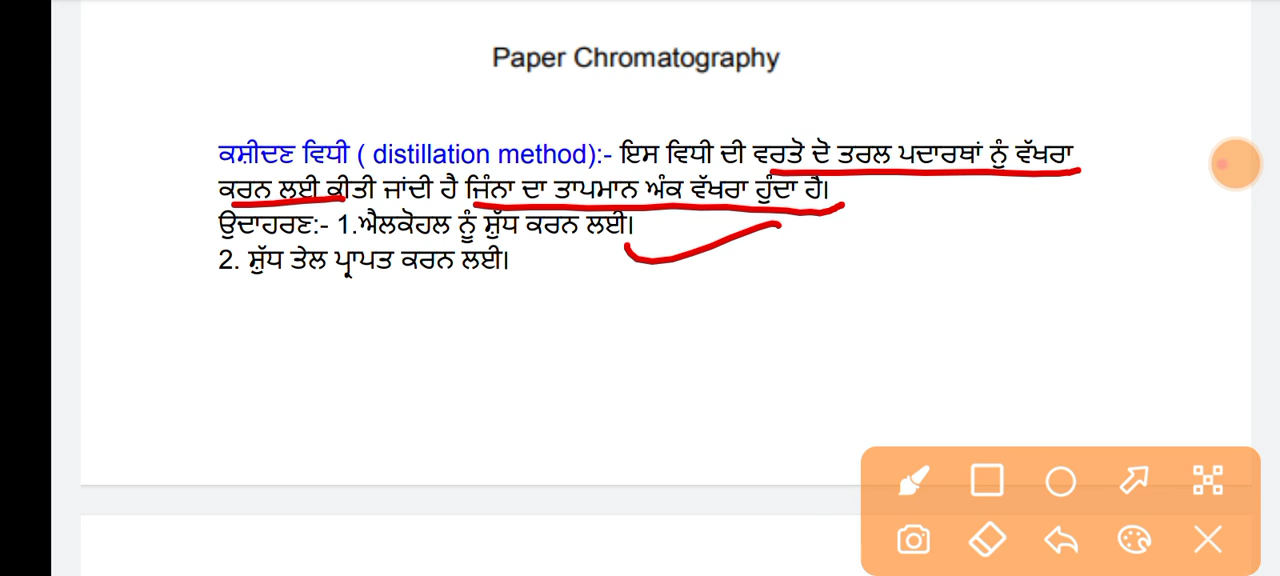 Paper Chromatography
ਕਸ਼ੀਦਣ ਵਿਧੀ ( distillation method):- ਇਸ ਵਿਧੀ ਦੀ ਵਰਤੋ ਦੋ ਤਰਲ ਪਦਾਰਥਾਂ ਨੂੰ ਵੱਖਰਾ
ਕਰਨ ਲਈ ਕੀਤੀ ਜਾਂਦੀ ਹੈ ਜਿੰਨਾ ਦਾ ਤਾਪਮਾਨ ਅੰਕ ਵੱਖਰਾ ਹੁੰਦਾ ਹੈ।
ਉਦਾਹਰਣ:- 1.ਐਲਕੋਹਲ ਨੂੰ ਸ਼ੁੱਧ ਕਰਨ ਲਈ।
2. ਸ਼ੁੱਧ ਤੇਲ ਪ੍ਰਾਪਤ ਕਰਨ ਲਈ।